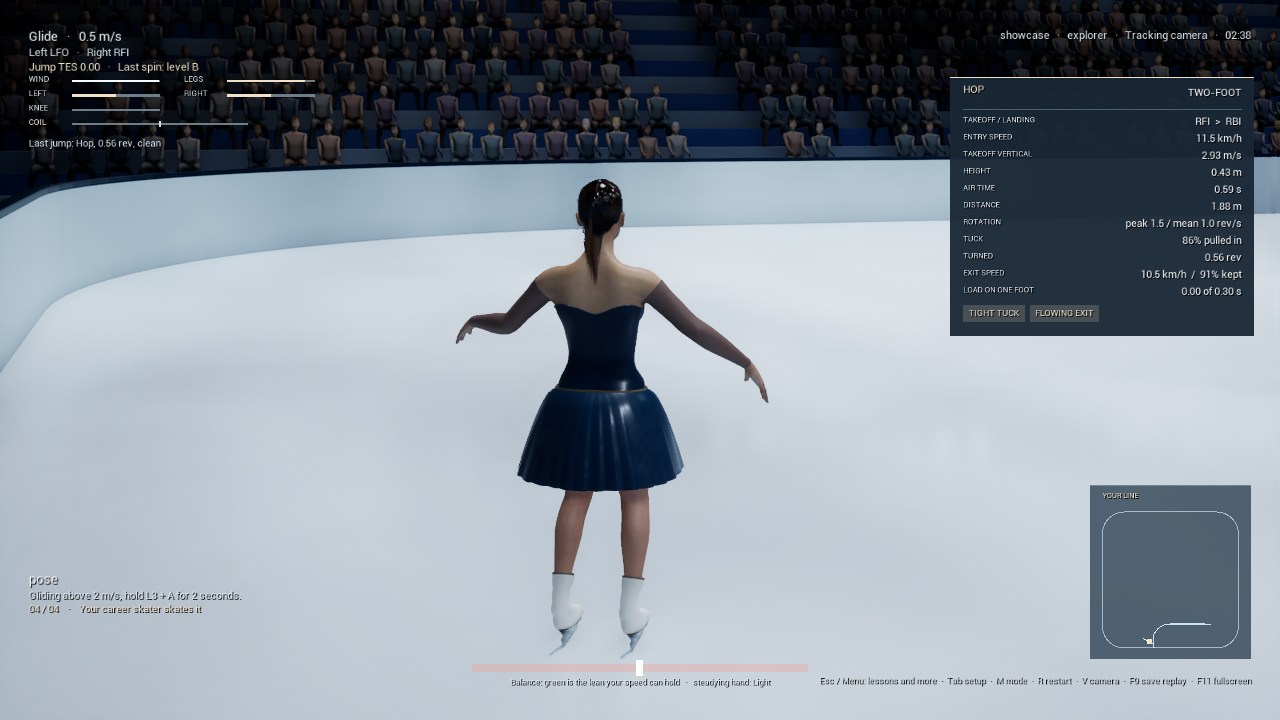 Glide · 0.5 m/s
Left LFO · Right RFI
Jump TES 0.00 · Last spin: level B
WIND LEGS
LEFT RIGHT
KNEE
COIL
Last jump: Hop, 0.56 rev, clean
showcase · explorer · Tracking camera · 02:38
HOP TWO-FOOT
TAKEOFF / LANDING RFI > RBI
ENTRY SPEED 11.5 km/h
TAKEOFF VERTICAL 2.93 m/s
HEIGHT 0.43 m
AIR TIME 0.59 s
DISTANCE 1.88 m
ROTATION peak 1.5 / mean 1.0 rev/s
TUCK 86% pulled in
TURNED 0.56 rev
EXIT SPEED 10.5 km/h / 91% kept
LOAD ON ONE FOOT 0.00 of 0.30 s
TIGHT TUCK FLOWING EXIT
YOUR LINE
pose
Gliding above 2 m/s, hold L3 + A for 2 seconds.
04 / 04 · Your career skater skates it
Balance: green is the lean your speed can hold · steadying hand: Light
Esc / Menu: lessons and more · Tab setup · M mode · R restart · V camera · F9 save replay · F11 fullscreen